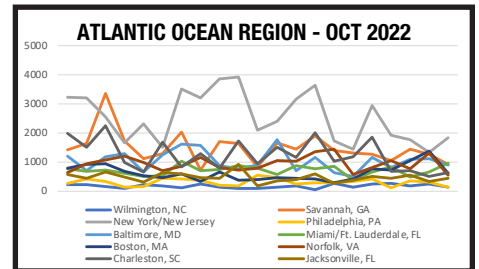 ATLANTIC OCEAN REGION - OCT 2022
5000
4000
3000
2000
1000
0
Wilmington, NC Savannah, GA
New York/New Jersey Philadelphia, PA
Baltimore, MD Miami/Ft. Lauderdale, FL
Boston, MA Norfolk, VA
Charleston, SC Jacksonville, FL